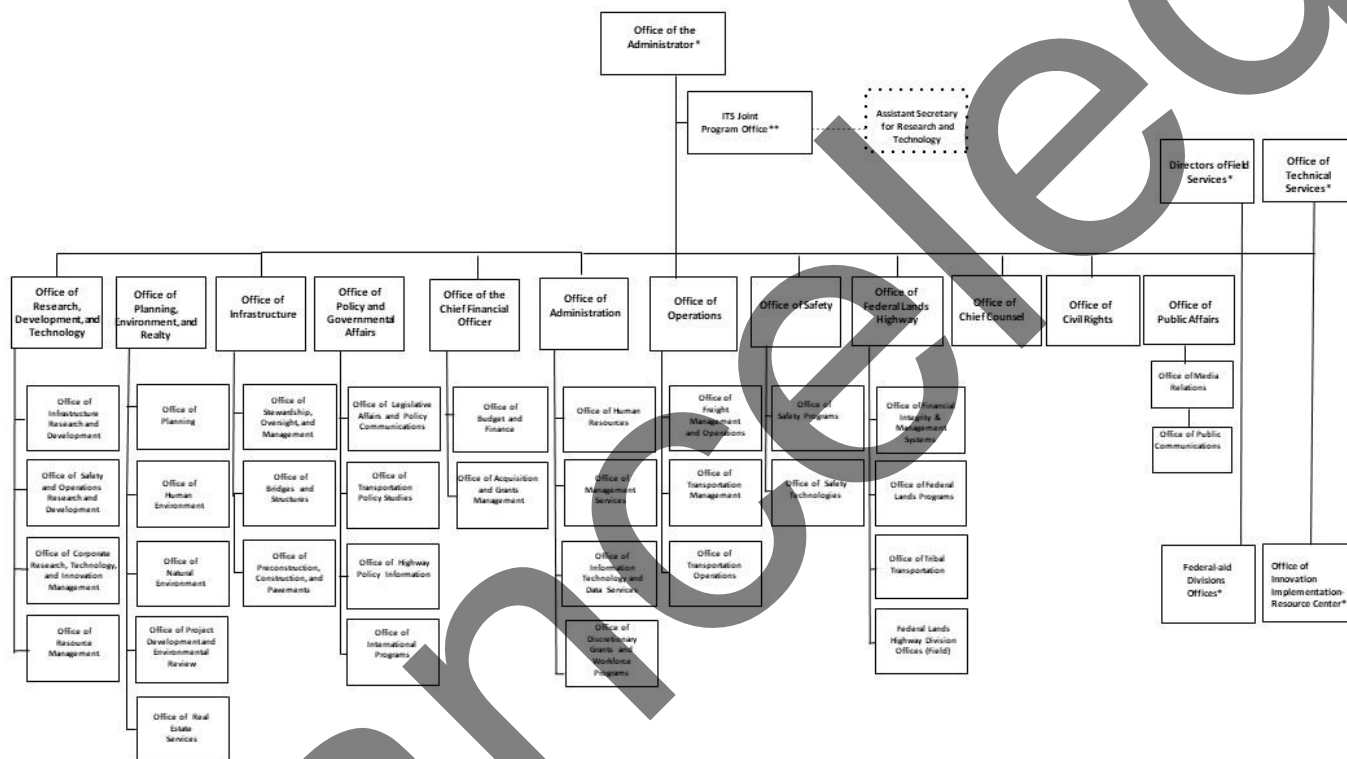 Office of the
Administrator*
ITS Joint
Program Office**
Assistant Secretary
for Research and
Technology
Directors of Field
Services*
Office of
Technical
Services*
Office of
Research,
Development, and
Technology
Office of
Planning,
Environment, and
Realty
Office of
Infrastructure
Office of
Policy and
Governmental
Affairs
Office of the
Chief Financial
Officer
Office of
Administration
Office of
Operations
Office of Safety
Office of
Federal Lands
Highway
Office of
Chief Counsel
Office of
Civil Rights
Office of
Public Affairs
Office of
Infrastructure
Research and
Development
Office of Safety
and Operations
Research and
Development
Office of Corporate
Research, Technology,
and Innovation
Management
Office of
Resource
Management
Office of
Planning
Office of
Human
Environment
Office of
Natural
Environment
Office of Project
Development and
Environmental
Review
Office of Real
Estate
Services
Office of
Stewardship,
Oversight, and
Management
Office of
Bridges and
Structures
Office of
Preconstruction,
Construction, and
Pavements
Office of Legislative
Affairs and Policy
Communications
Office of
Transportation
Policy Studies
Office of Highway
Policy Information
Office of
International
Programs
Office of
Budget and
Finance
Office of Acquisition
and Grants
Management
Office of Human
Resources
Office of
Management
Services
Office of
Information
Technology and
Data Services
Office of
Discretionary
Grants and
Workforce
Programs
Office of
Freight
Management
and Operations
Office of
Transportation
Management
Office of
Transportation
Operations
Office of
Safety Programs
Office of Safety
Technologies
Office of Financial
Integrity &
Management
Systems
Office of Federal
Lands Programs
Office of Tribal
Transportation
Federal Lands
Highway Division
Offices (Field)
Office of Media
Relations
Office of Public
Communications
Federal-aid
Divisions
Offices*
Office of
Innovation
Implementation-
Resource Center*
anceled